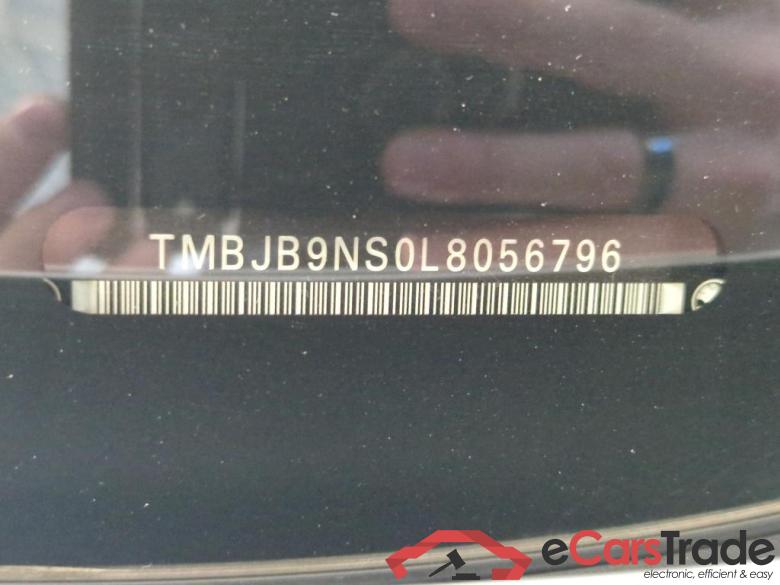 TMBJB9NS0L8056796
eCarsTrade
electronic, efficient & easy